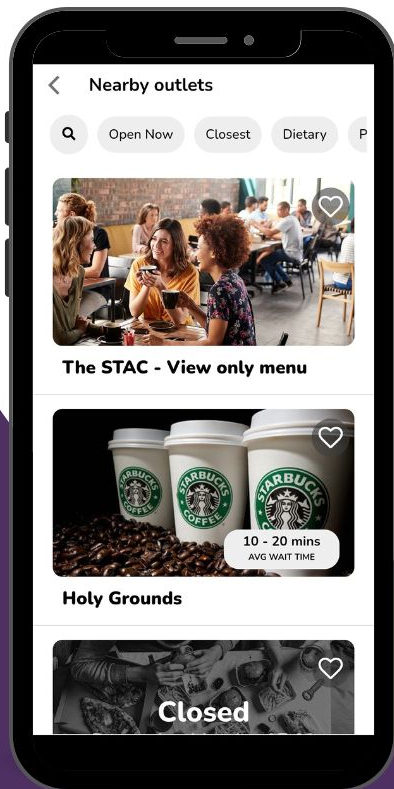 Nearby outlets
Open Now
Closest
Dietary
P
The STAC - View only menu
STARBUCKS
COFFEE
STARBUCKS
COFFEE
STARBUCKS
COFFEE
10 - 20 mins
AVG WAIT TIME
Holy Grounds
Closed